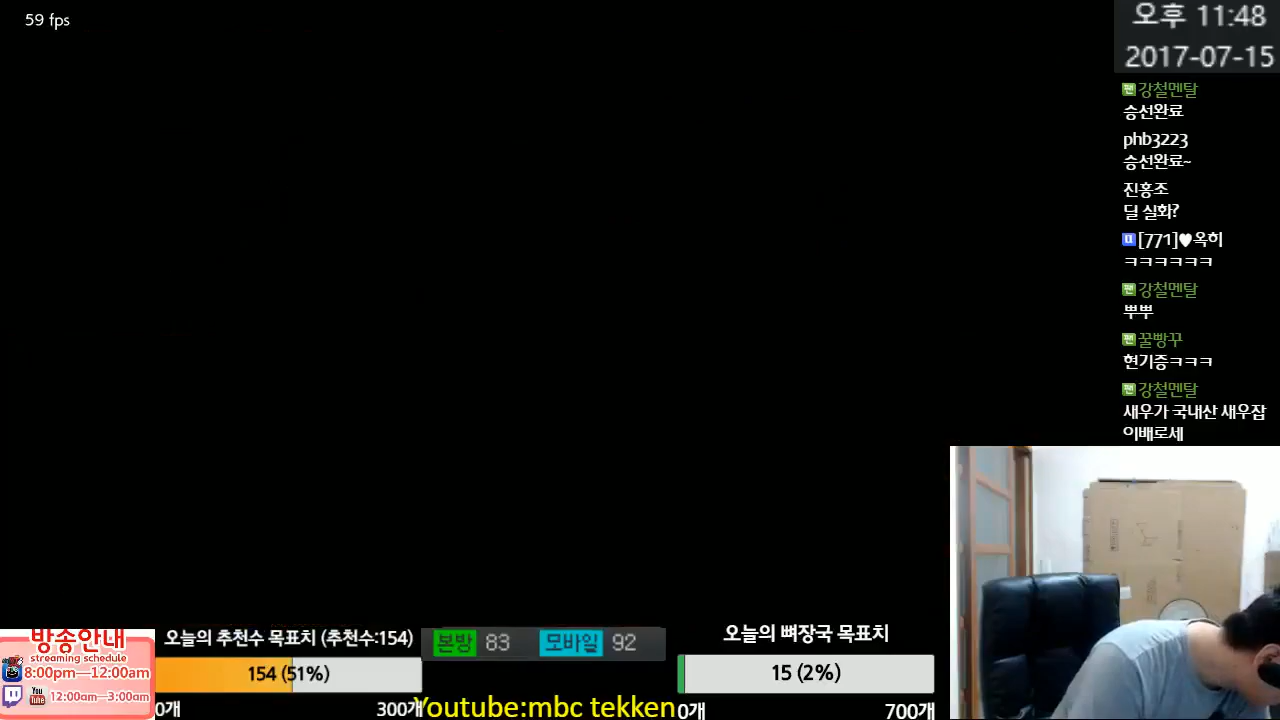 59 fps
오후 11:48
2017-07-15
팬 강철멘탈
승선완료
phb3223
승선완료~
진홍조
딜 실화?
[771]♥옥히
ㅋㅋㅋㅋㅋㅋ
팬 강철멘탈
뿌뿌
팬 꿀빵꾸
현기증ㅋㅋㅋ
팬 강철멘탈
새우가 국내산 새우잡
이배로세
방송안내
streaming schedule
8:00pm—12:00am
You Tube 12:00am—3:00am
오늘의 추천수 목표치 (추천수:154)
154 (51%)
0개 300개
본방 83 모바일 92
Youtube:mbc tekken
오늘의 뼈장국 목표치
15 (2%)
0개 700개